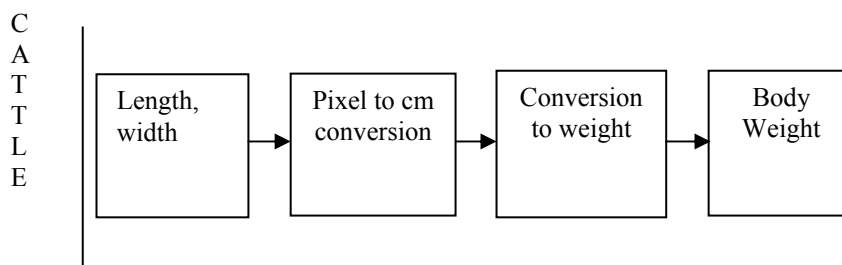 C
A
T
T
L
E
Length,
width
Pixel to cm
conversion
Conversion
to weight
Body
Weight